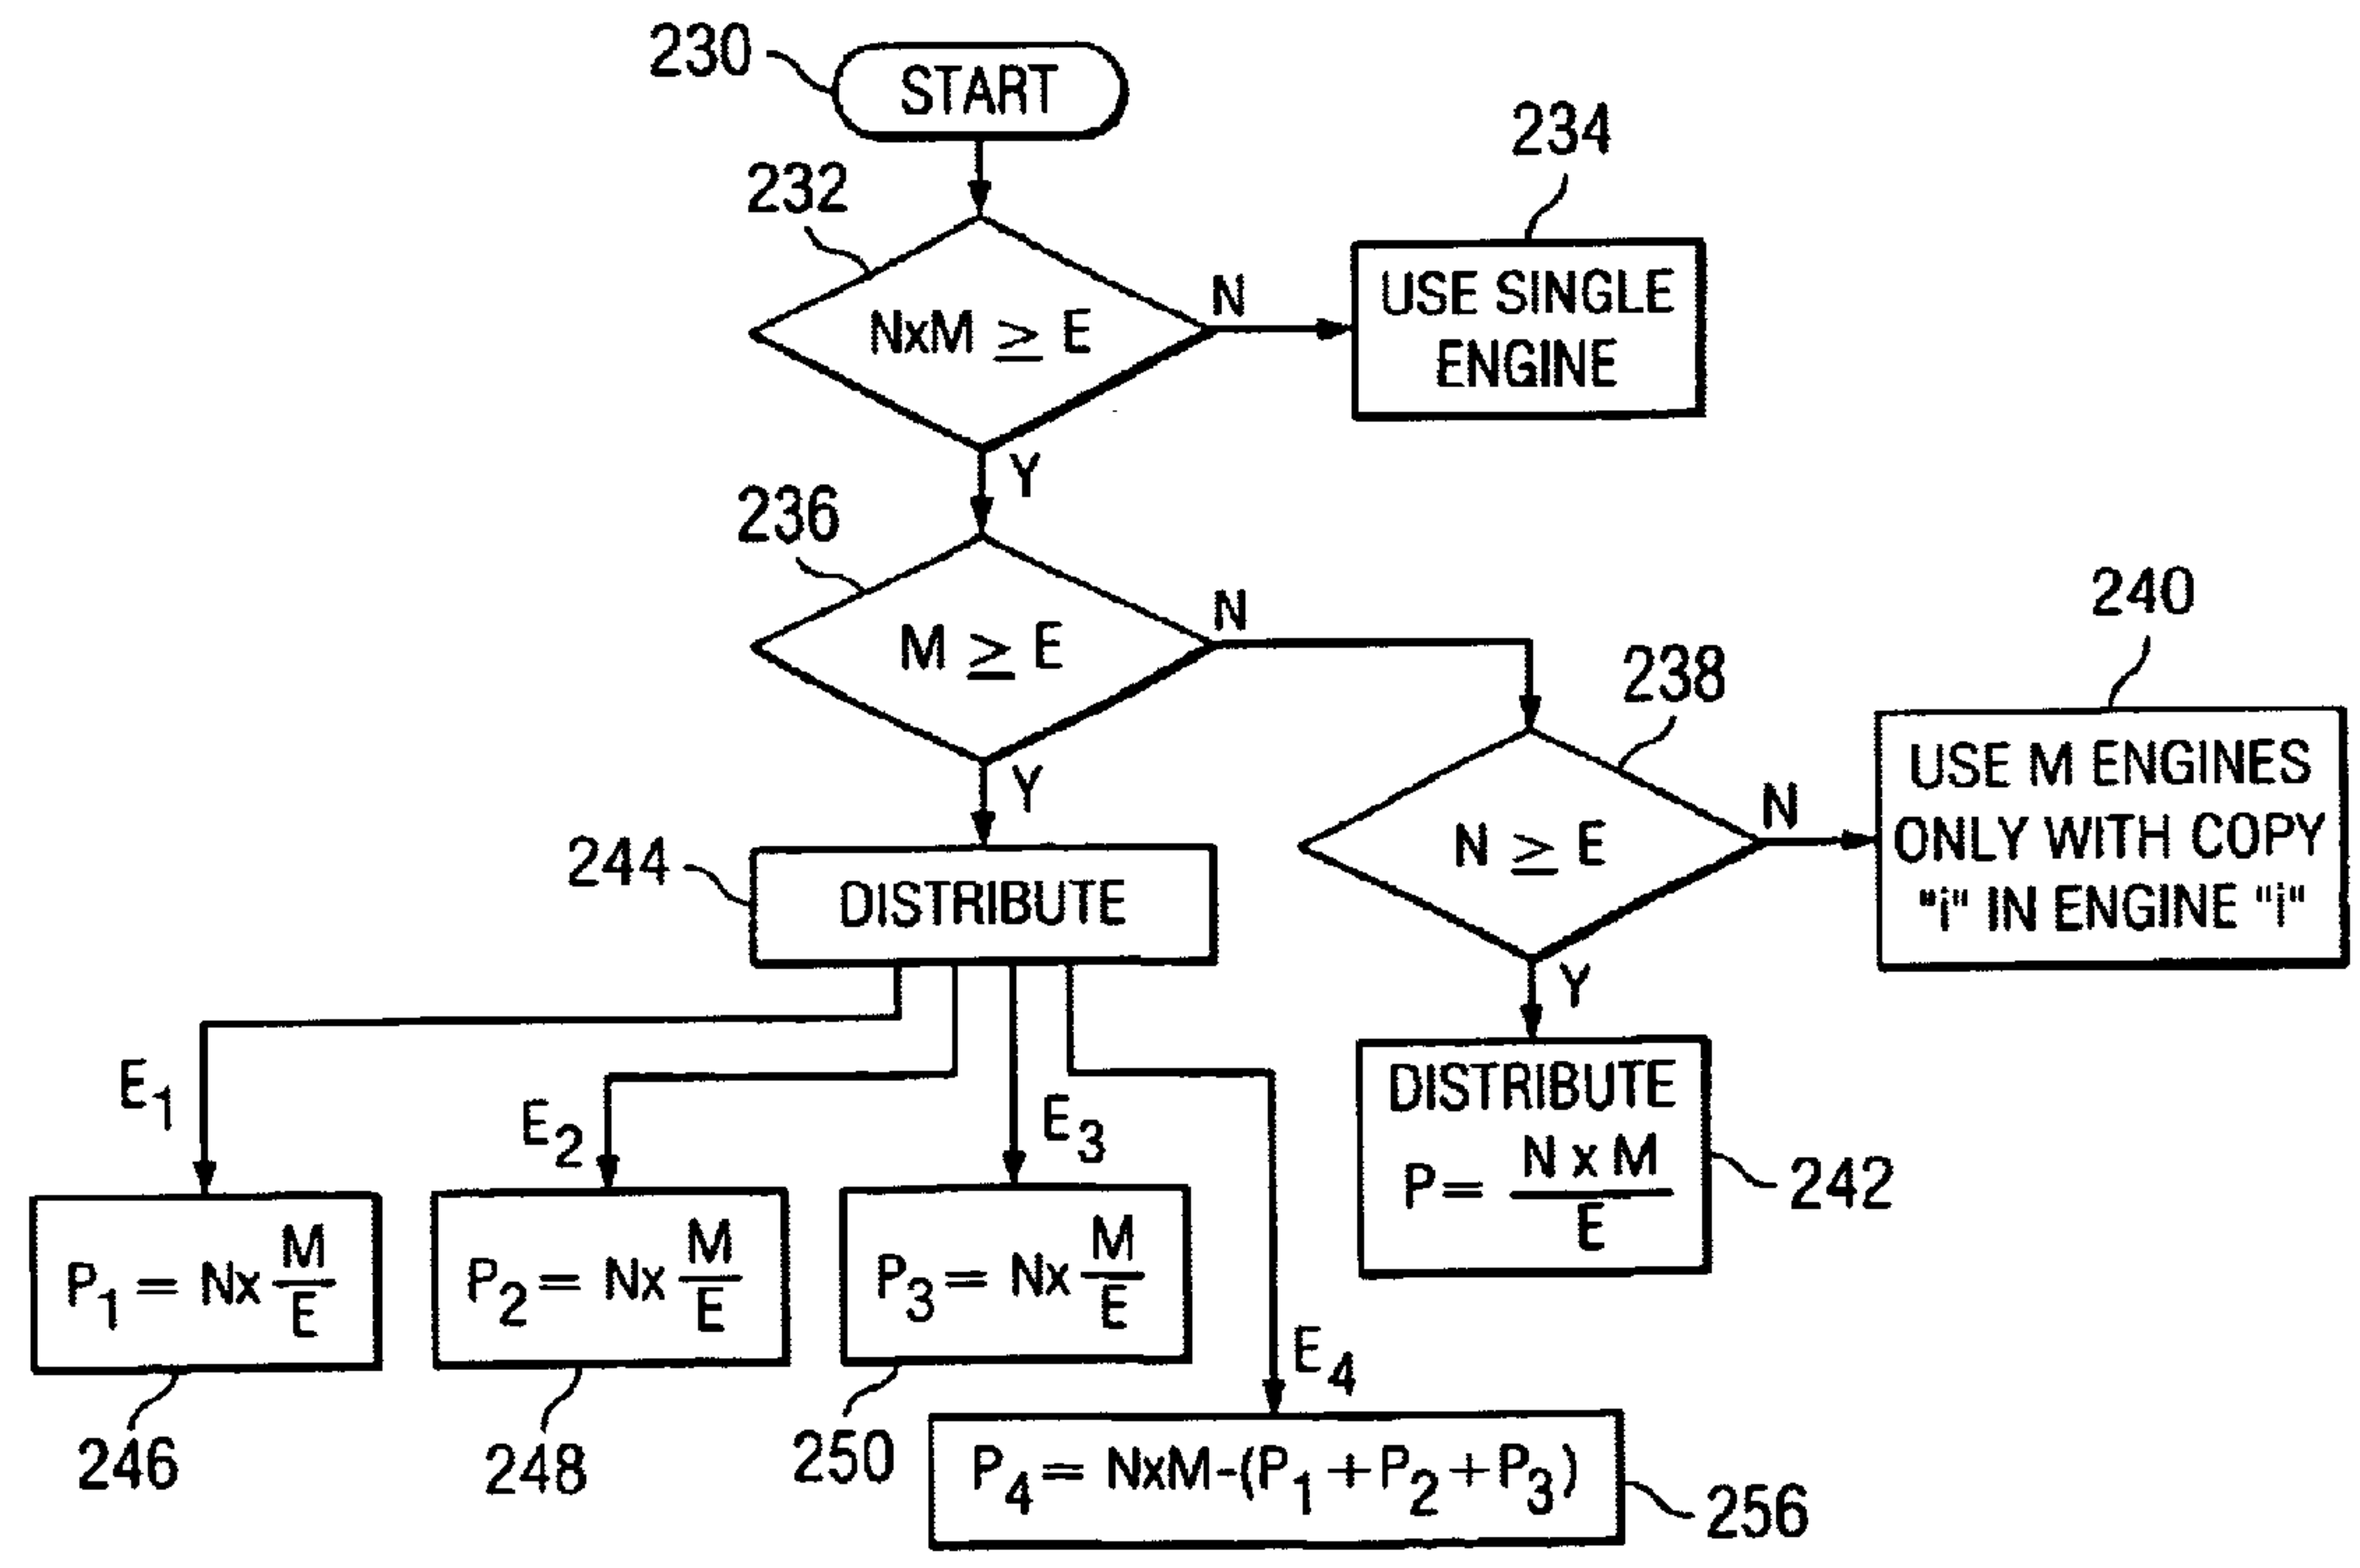 230
START
232
234
NxM ≥ E
N
USE SINGLE
ENGINE
Y
236
M ≥ E
N
238
240
N ≥ E
N
USE M ENGINES
ONLY WITH COPY
"i" IN ENGINE "i"
Y
244
DISTRIBUTE
Y
DISTRIBUTE
P= N x M / E
242
E1
E2
E3
E4
P1 = Nx M/E
P2 = Nx M/E
P3 = Nx M/E
246
248
250
P4 = NxM-(P1+P2+P3)
256